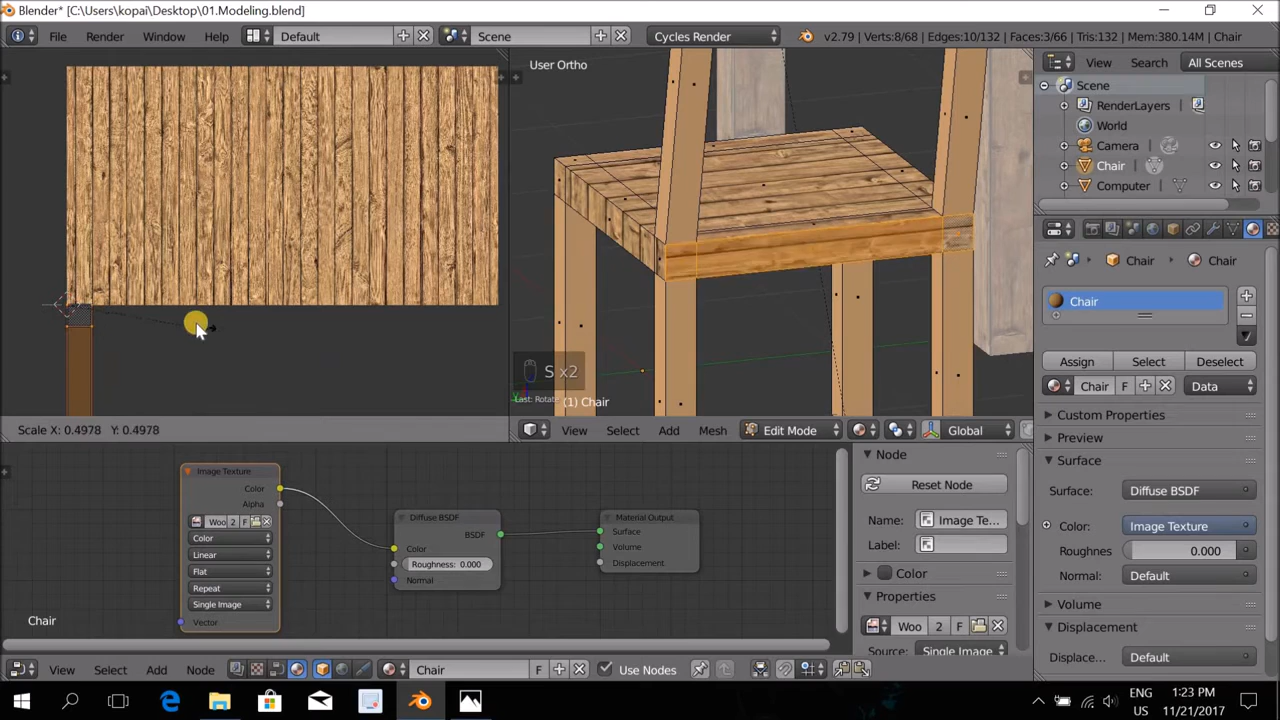 Blender* [C:\Users\kopai\Desktop\01.Modeling.blend]
File Render Window Help Default Scene Cycles Render v2.79 | Verts:8/68 | Edges:10/132 | Faces:3/66 | Tris:132 | Mem:380.14M | Chair
User Ortho
View Search All Scenes
Scene
RenderLayers
World
Camera
Chair
Computer
Chair Chair
Chair
Assign Select Deselect
Chair F Data
Custom Properties
Preview
Surface
Surface: Diffuse BSDF
Color: Image Texture
Roughnes 0.000
Normal: Default
Volume
Displacement
Displace... Default
S x2
Last: Rotate
(1) Chair
Scale X: 0.4978 Y: 0.4978
View Select Add Mesh Edit Mode Global
Image Texture
Color
Alpha
Woo 2 F
Color
Linear
Flat
Repeat
Single Image
Vector
Diffuse BSDF
BSDF
Color
Roughness: 0.000
Normal
Material Output
Surface
Volume
Displacement
Chair
Node
Reset Node
Name: Image Te...
Label:
Color
Properties
Woo 2 F
Source: Single Image
View Select Add Node Chair F Use Nodes
ENG
US
1:23 PM
11/21/2017